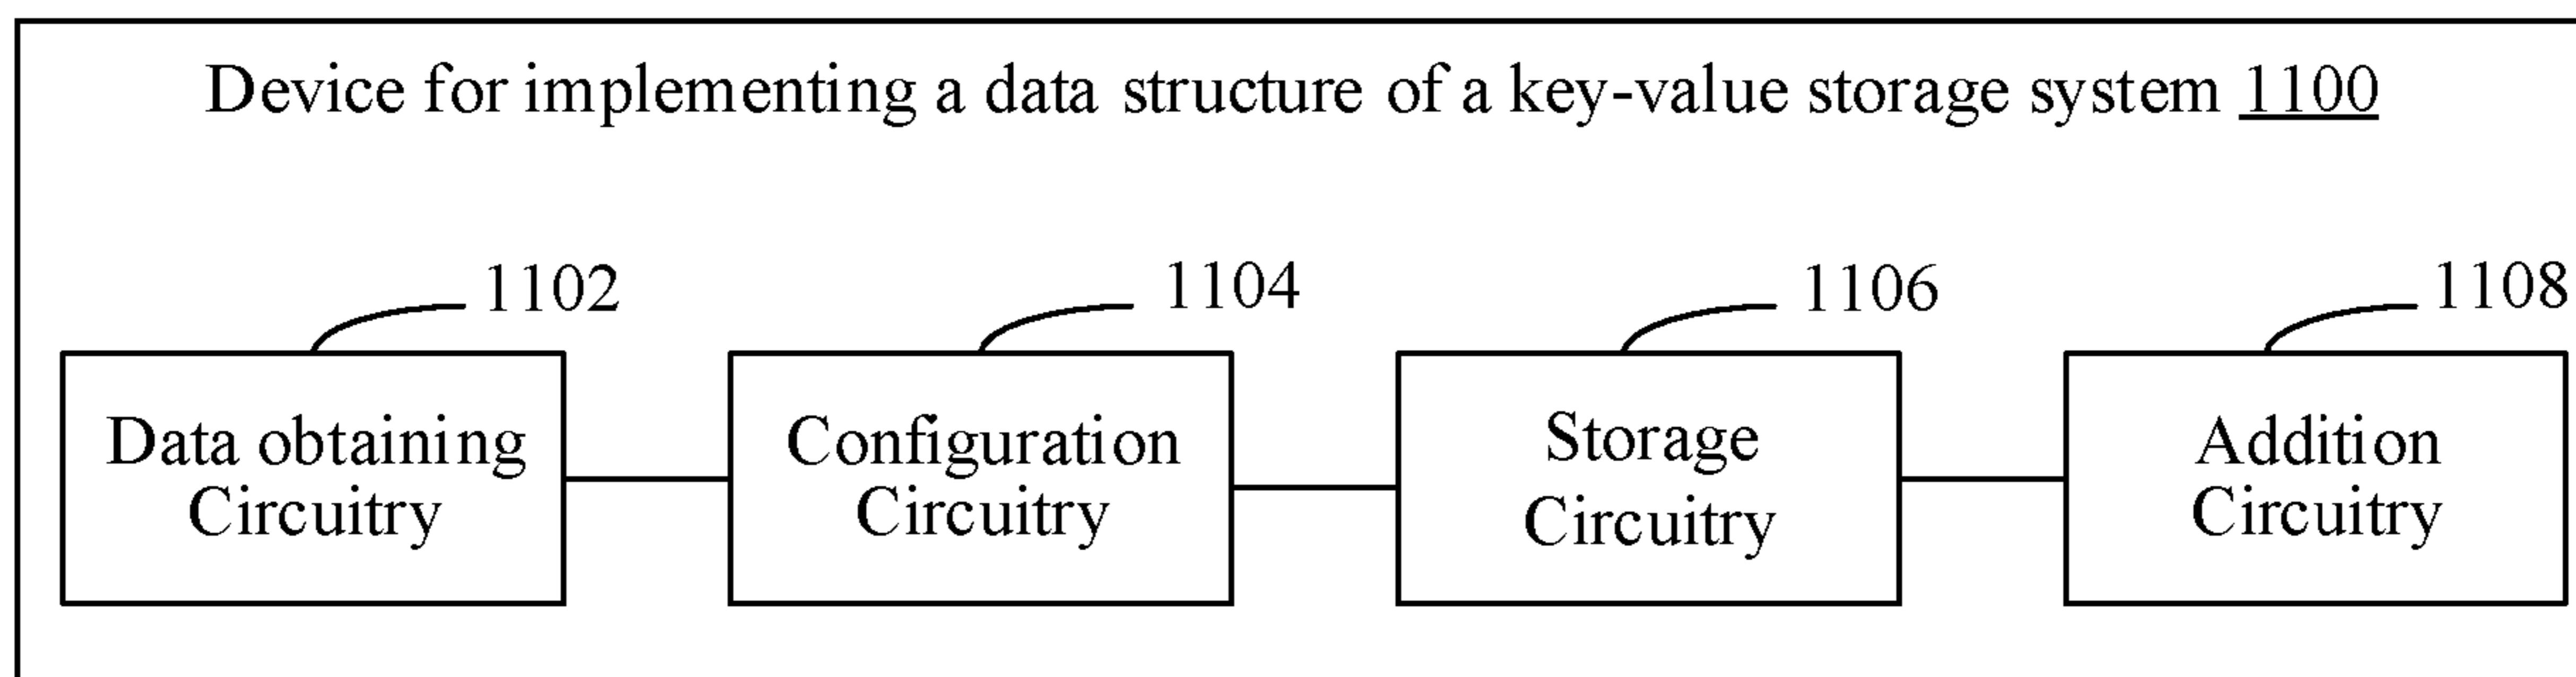 Device for implementing a data structure of a key-value storage system 1100
1102
1104
1106
1108
Data obtaining
Circuitry
Configuration
Circuitry
Storage
Circuitry
Addition
Circuitry